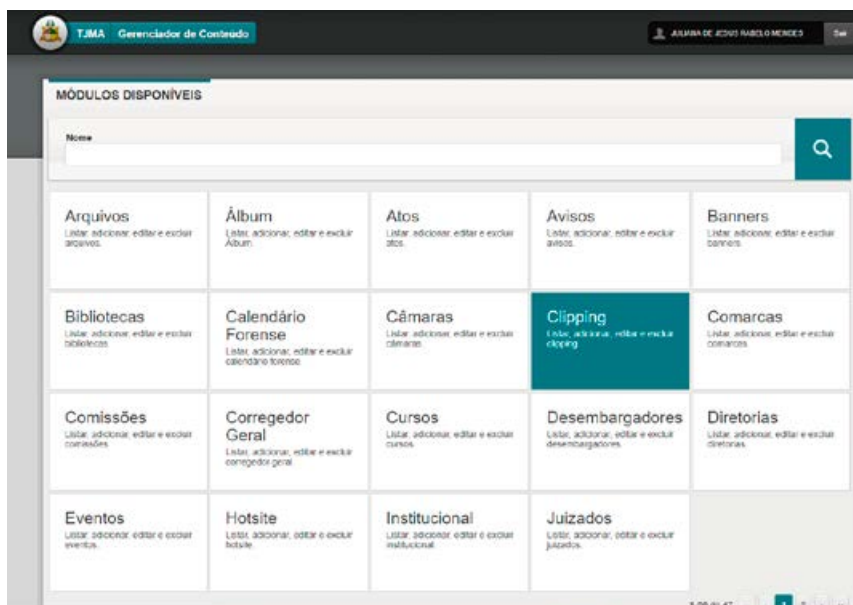 TJMA Gerenciador de Conteúdo
JULIANA DE JESUS RABELO MENDES Sair
MÓDULOS DISPONÍVEIS
Nome
Arquivos
Listar, adicionar, editar e excluir
arquivos.
Álbum
Listar, adicionar, editar e excluir
Álbum.
Atos
Listar, adicionar, editar e excluir
atos.
Avisos
Listar, adicionar, editar e excluir
avisos.
Banners
Listar, adicionar, editar e excluir
banners.
Bibliotecas
Listar, adicionar, editar e excluir
bibliotecas.
Calendário
Forense
Listar, adicionar, editar e excluir
calendário forense.
Câmaras
Listar, adicionar, editar e excluir
câmaras.
Clipping
Listar, adicionar, editar e excluir
clipping.
Comarcas
Listar, adicionar, editar e excluir
comarcas.
Comissões
Listar, adicionar, editar e excluir
comissões.
Corregedor
Geral
Listar, adicionar, editar e excluir
corregedor geral.
Cursos
Listar, adicionar, editar e excluir
cursos.
Desembargadores
Listar, adicionar, editar e excluir
desembargadores.
Diretorias
Listar, adicionar, editar e excluir
diretorias.
Eventos
Listar, adicionar, editar e excluir
eventos.
Hotsite
Listar, adicionar, editar e excluir
hotsite.
Institucional
Listar, adicionar, editar e excluir
institucional.
Juizados
Listar, adicionar, editar e excluir
juizados.